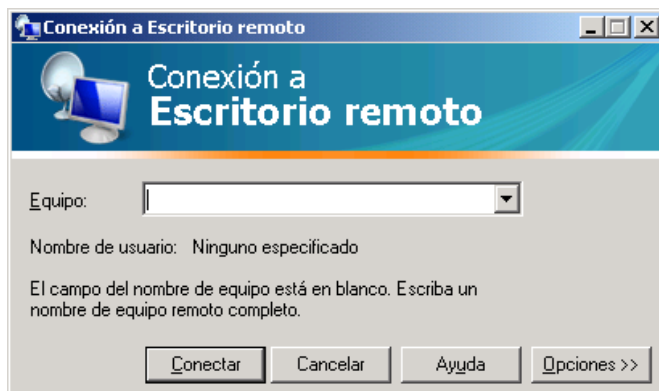 Conexión a Escritorio remoto
Conexión a
Escritorio remoto
Equipo:
Nombre de usuario: Ninguno especificado
El campo del nombre de equipo está en blanco. Escriba un
nombre de equipo remoto completo.
Conectar Cancelar Ayuda Opciones >>